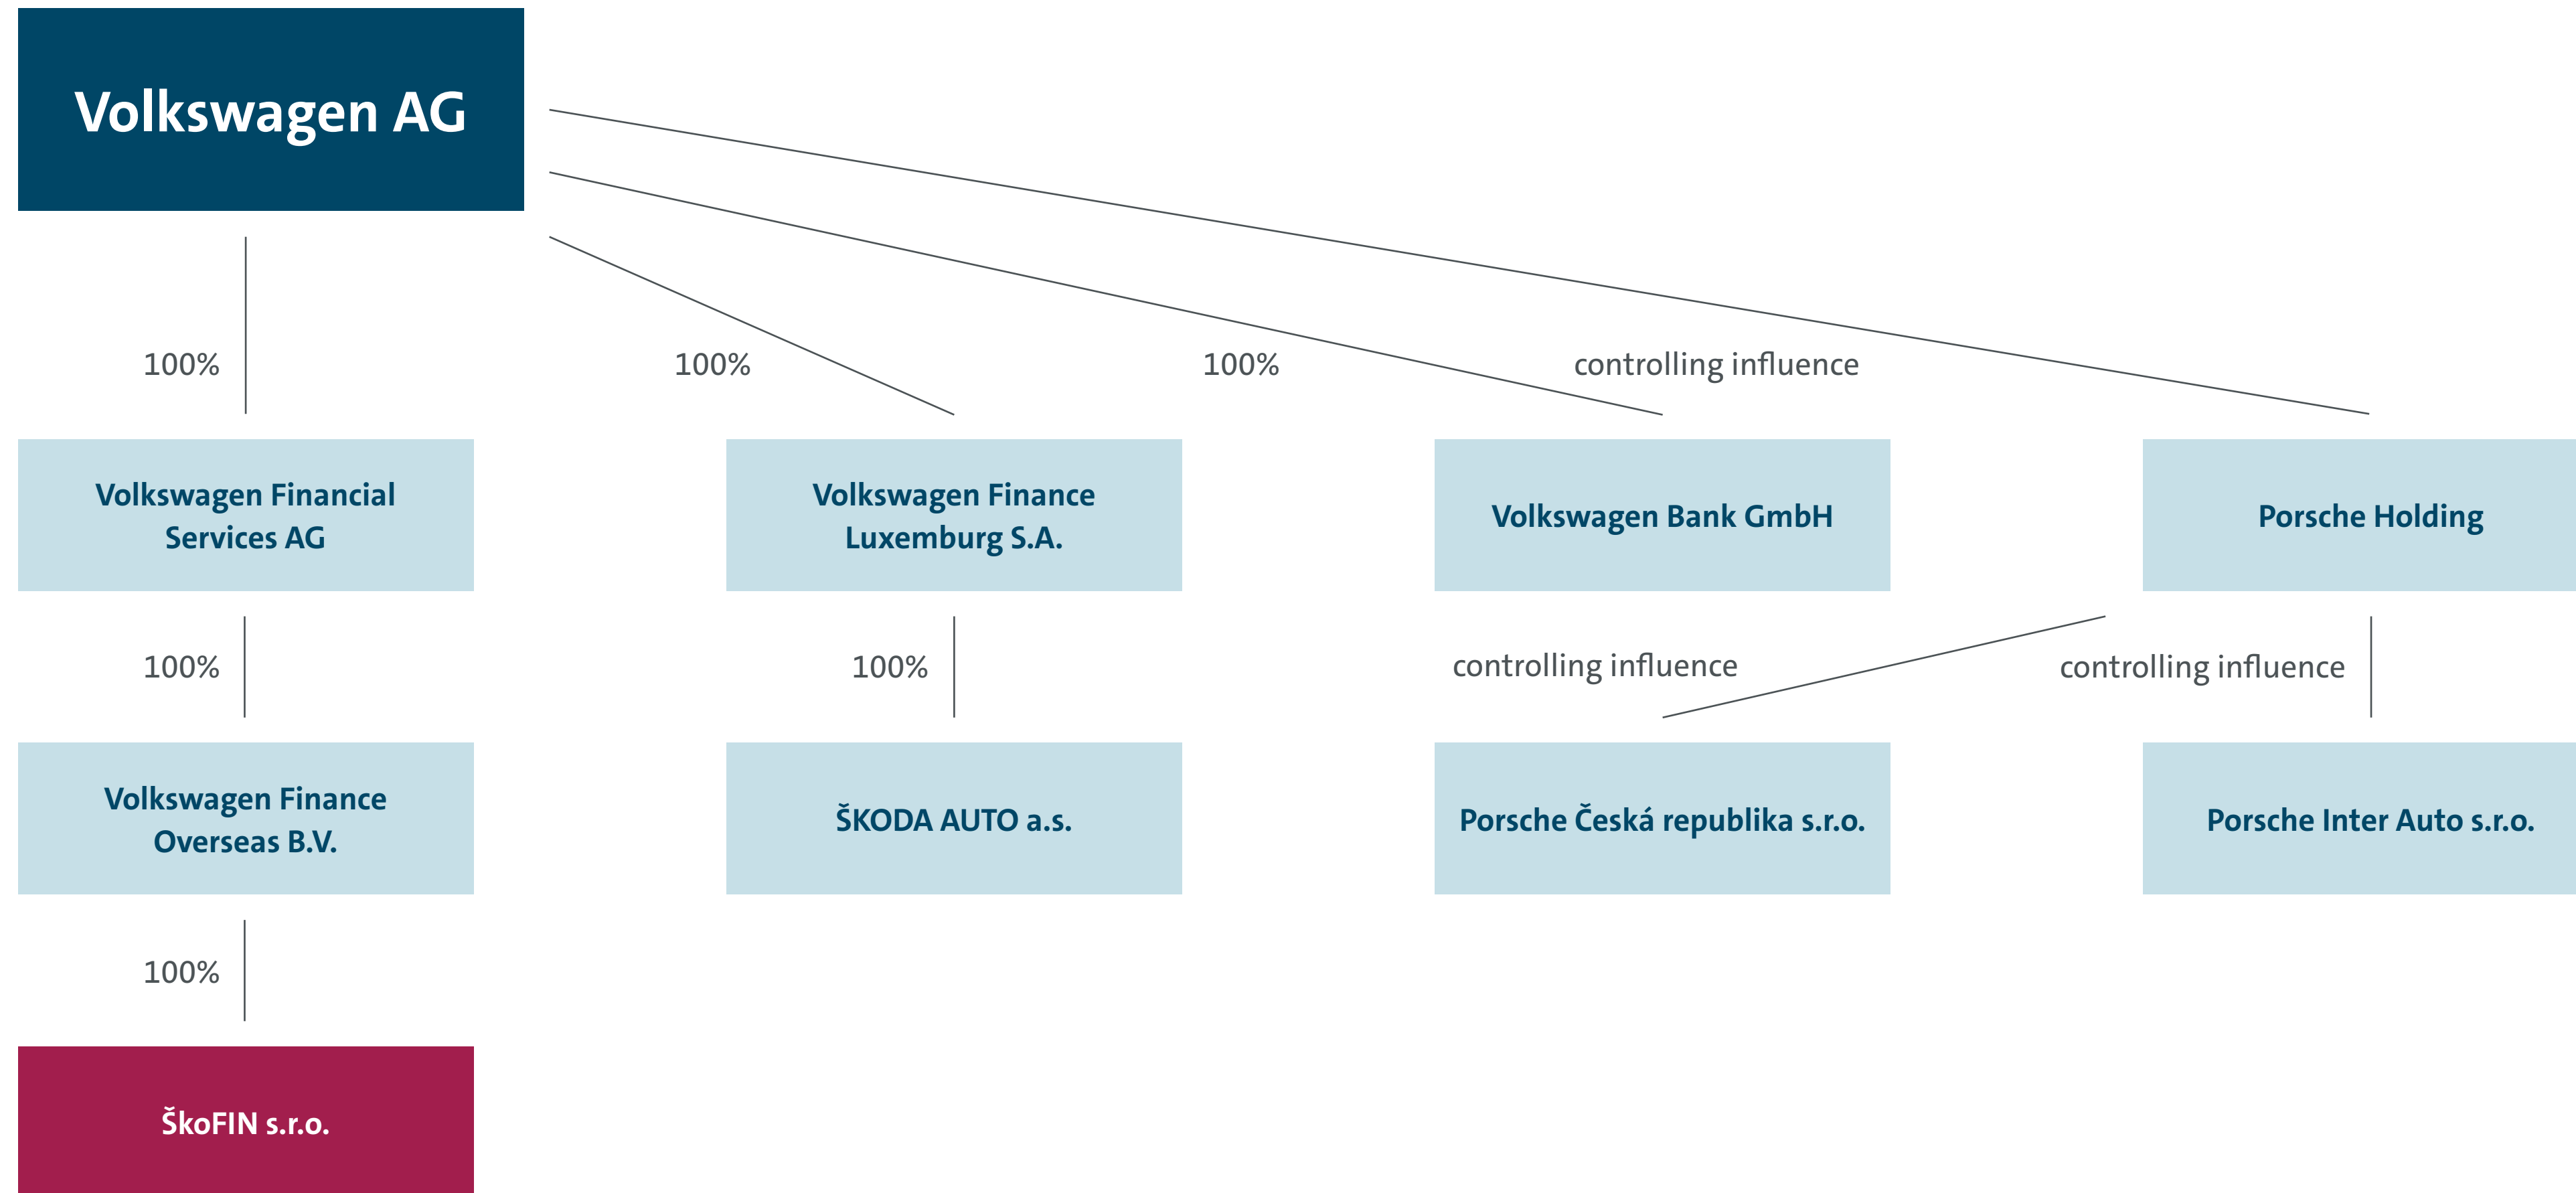 Volkswagen AG
100%
100%
100%
controlling influence
Volkswagen Financial
Services AG
Volkswagen Finance
Luxemburg S.A.
Volkswagen Bank GmbH
Porsche Holding
100%
100%
controlling influence
controlling influence
Volkswagen Finance
Overseas B.V.
ŠKODA AUTO a.s.
Porsche Česká republika s.r.o.
Porsche Inter Auto s.r.o.
100%
ŠkoFIN s.r.o.